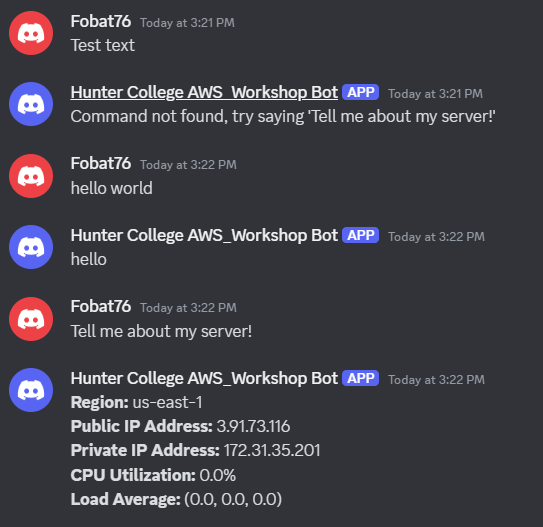 Fobat76 Today at 3:21 PM
Test text
Hunter College AWS_Workshop Bot APP Today at 3:21 PM
Command not found, try saying 'Tell me about my server!'
Fobat76 Today at 3:22 PM
hello world
Hunter College AWS_Workshop Bot APP Today at 3:22 PM
hello
Fobat76 Today at 3:22 PM
Tell me about my server!
Hunter College AWS_Workshop Bot APP Today at 3:22 PM
Region: us-east-1
Public IP Address: 3.91.73.116
Private IP Address: 172.31.35.201
CPU Utilization: 0.0%
Load Average: (0.0, 0.0, 0.0)